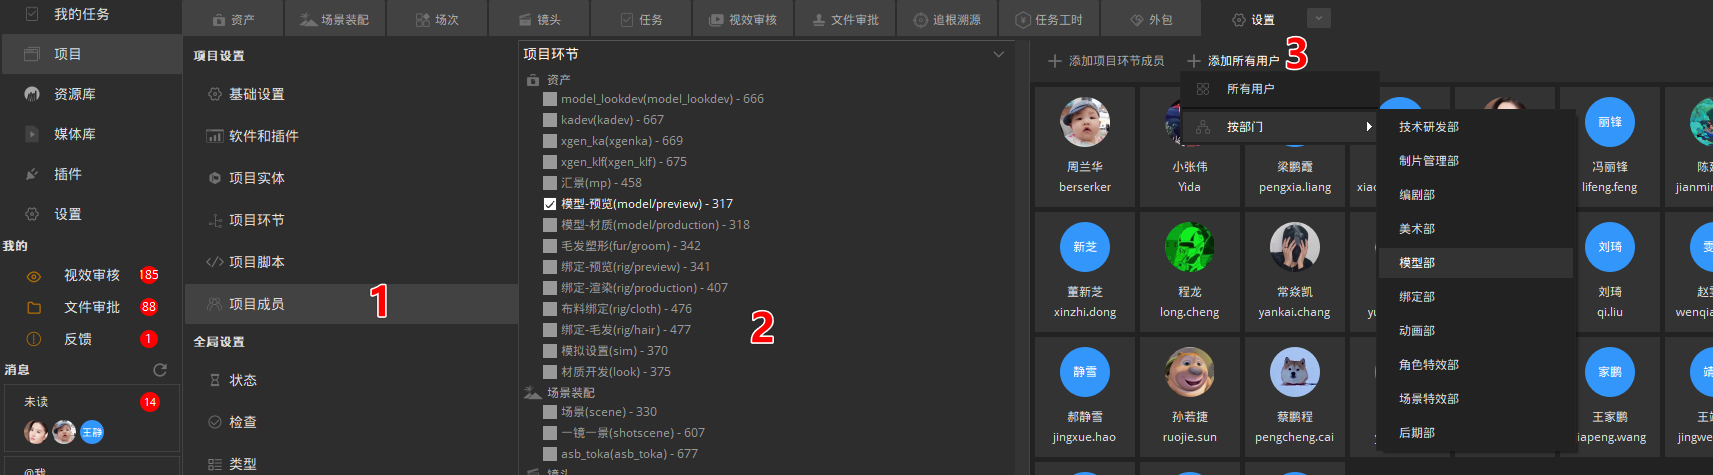 我的任务
项目
资源库
媒体库
插件
设置
我的
视效审核 185
文件审批 88
反馈 1
消息
未读 14
王静
@我
资产
场景装配
场次
镜头
任务
视效审核
文件审批
追根溯源
任务工时
外包
设置
项目设置
基础设置
软件和插件
项目实体
项目环节
项目脚本
项目成员
1
全局设置
状态
检查
类型
项目环节
资产
model_lookdev(model_lookdev) - 666
kadev(kadev) - 667
xgen_ka(xgenka) - 669
xgen_klf(xgen_klf) - 675
汇景(mp) - 458
模型-预览(model/preview) - 317
模型-材质(model/production) - 318
毛发塑形(fur/groom) - 342
绑定-预览(rig/preview) - 341
绑定-渲染(rig/production) - 407
布料绑定(rig/cloth) - 476
绑定-毛发(rig/hair) - 477
模拟设置(sim) - 370
材质开发(look) - 375
2
场景装配
场景(scene) - 330
一镜一景(shotscene) - 607
asb_toka(asb_toka) - 677
镜头
添加项目环节成员
添加所有用户
3
所有用户
按部门
技术研发部
制片管理部
编剧部
美术部
模型部
绑定部
动画部
角色特效部
场景特效部
后期部
周兰华
berserker
小张伟
Yida
梁鹏霞
pengxia.liang
丽锋
冯丽锋
lifeng.feng
新芝
董新芝
xinzhi.dong
程龙
long.cheng
常焱凯
yankai.chang
刘琦
刘琦
qi.liu
静雪
郝静雪
jingxue.hao
孙若捷
ruojie.sun
蔡鹏程
pengcheng.cai
家鹏
王家鹏
iapeng.wang